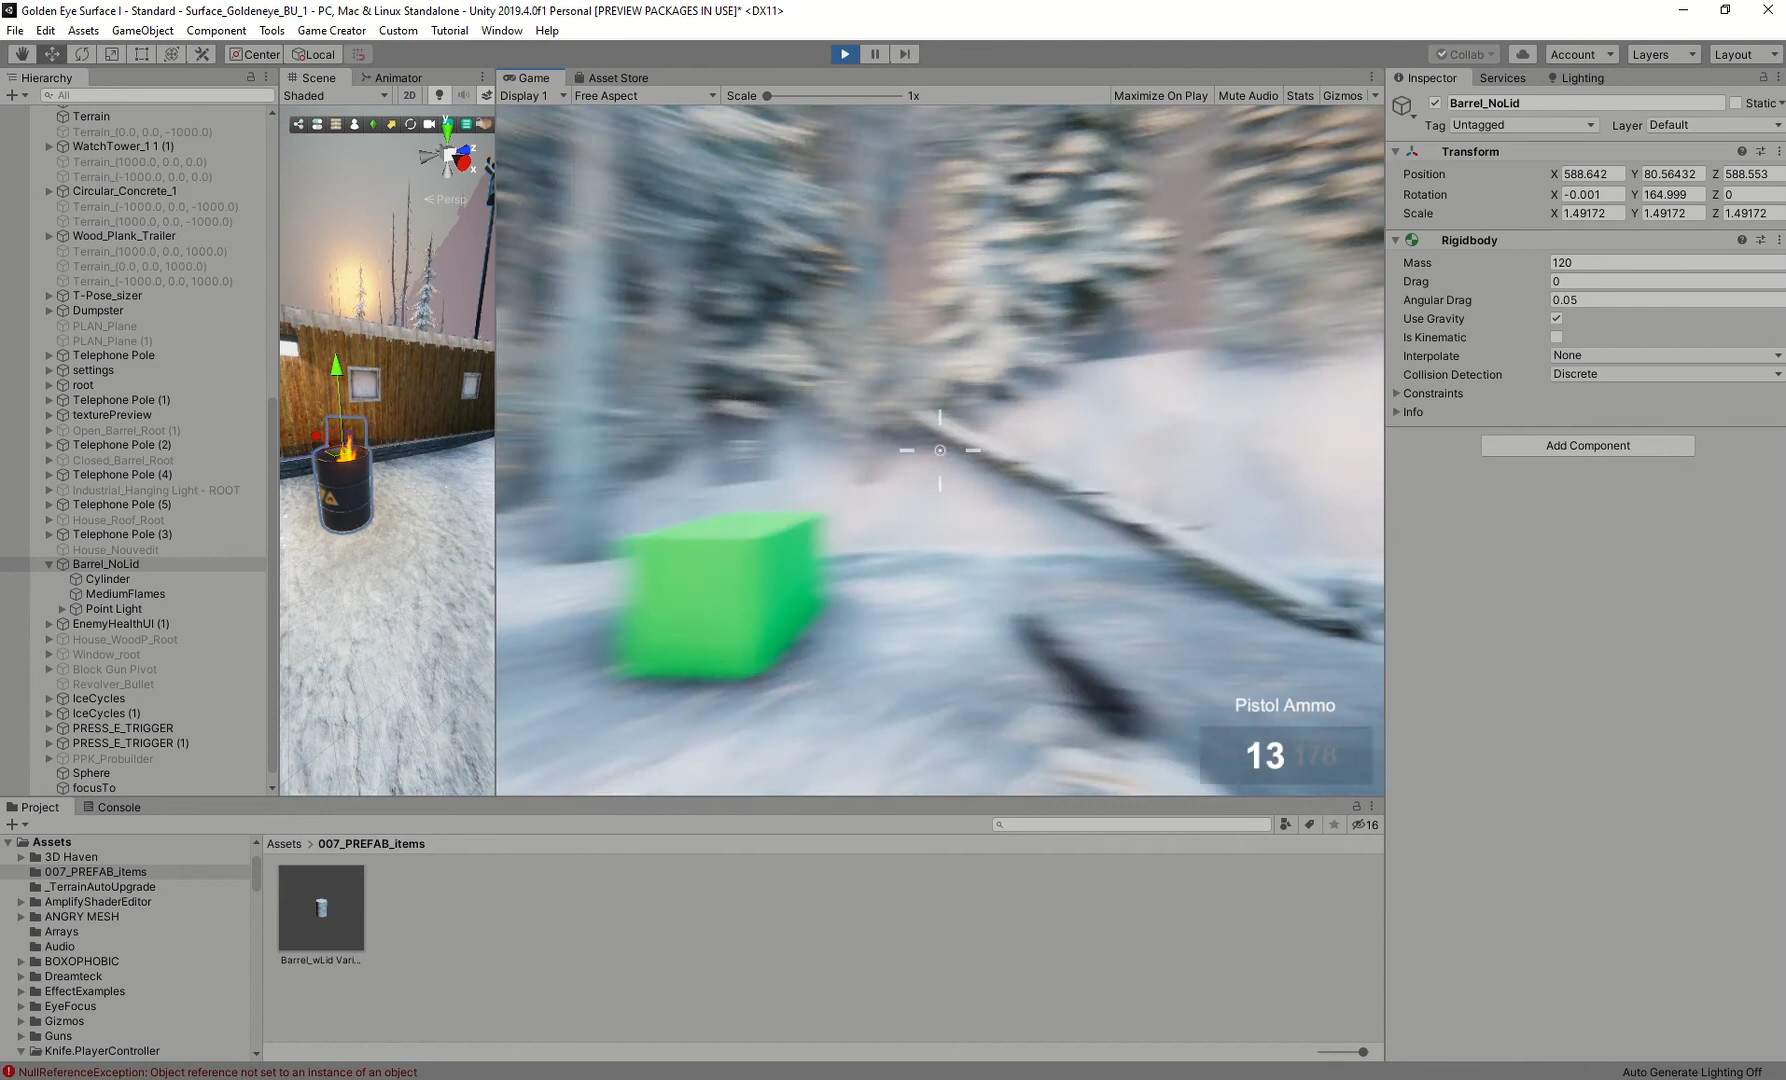 Golden Eye Surface I - Standard - Surface_Goldeneye_BU_1 - PC, Mac & Linux Standalone - Unity 2019.4.0f1 Personal [PREVIEW PACKAGES IN USE]* <DX11>
File Edit Assets GameObject Component Tools Game Creator Custom Tutorial Window Help
Center Local Collab Account Layers Layout
Hierarchy
All
Terrain
Terrain_(0.0, 0.0, -1000.0)
WatchTower_1 1 (1)
Terrain_(1000.0, 0.0, 0.0)
Terrain_(-1000.0, 0.0, 0.0)
Circular_Concrete_1
Terrain_(-1000.0, 0.0, -1000.0)
Terrain_(1000.0, 0.0, -1000.0)
Wood_Plank_Trailer
Terrain_(1000.0, 0.0, 1000.0)
Terrain_(0.0, 0.0, 1000.0)
Terrain_(-1000.0, 0.0, 1000.0)
T-Pose_sizer
Dumpster
PLAN_Plane
PLAN_Plane (1)
Telephone Pole
settings
root
Telephone Pole (1)
texturePreview
Open_Barrel_Root (1)
Telephone Pole (2)
Closed_Barrel_Root
Telephone Pole (4)
Industrial_Hanging Light - ROOT
Telephone Pole (5)
House_Roof_Root
Telephone Pole (3)
House_Nouvedit
Barrel_NoLid
Cylinder
MediumFlames
Point Light
EnemyHealthUI (1)
House_WoodP_Root
Window_root
Block Gun Pivot
Revolver_Bullet
IceCycles
IceCycles (1)
PRESS_E_TRIGGER
PRESS_E_TRIGGER (1)
PPK_Probuilder
Sphere
focusTo
Scene Animator
Shaded 2D
y
z
x
Persp
Game Asset Store
Display 1 Free Aspect Scale 1x Maximize On Play Mute Audio Stats Gizmos
Pistol Ammo
13 178
Inspector Services Lighting
Barrel_NoLid Static
Tag Untagged Layer Default
Transform
Position X 588.642 Y 80.56432 Z 588.553
Rotation X -0.001 Y 164.999 Z 0
Scale X 1.49172 Y 1.49172 Z 1.49172
Rigidbody
Mass 120
Drag 0
Angular Drag 0.05
Use Gravity
Is Kinematic
Interpolate None
Collision Detection Discrete
Constraints
Info
Add Component
Project Console
16
Assets
3D Haven
007_PREFAB_items
_TerrainAutoUpgrade
AmplifyShaderEditor
ANGRY MESH
Arrays
Audio
BOXOPHOBIC
Dreamteck
EffectExamples
EyeFocus
Gizmos
Guns
Knife.PlayerController
Assets > 007_PREFAB_items
Barrel_wLid Vari...
NullReferenceException: Object reference not set to an instance of an object
Auto Generate Lighting Off